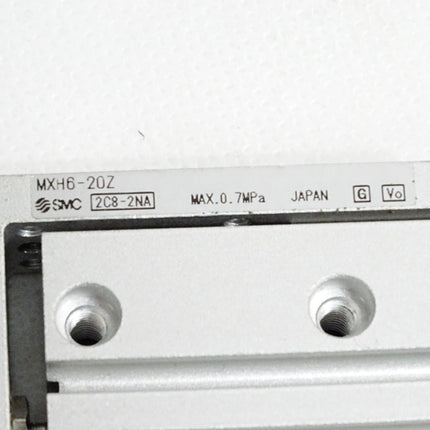 MXH6-20Z
SMC 2C8-2NA MAX.0.7MPa JAPAN G Vo